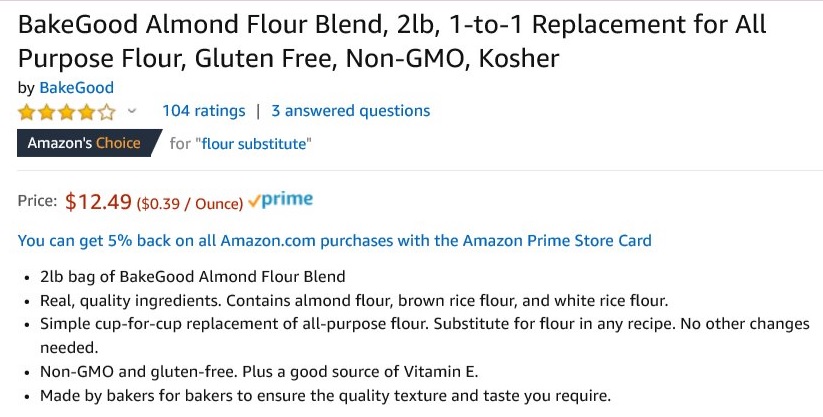 BakeGood Almond Flour Blend, 2lb, 1-to-1 Replacement for All
Purpose Flour, Gluten Free, Non-GMO, Kosher
by BakeGood
104 ratings | 3 answered questions
Amazon's Choice for "flour substitute"
Price: $12.49 ($0.39 / Ounce) prime
You can get 5% back on all Amazon.com purchases with the Amazon Prime Store Card
• 2lb bag of BakeGood Almond Flour Blend
• Real, quality ingredients. Contains almond flour, brown rice flour, and white rice flour.
• Simple cup-for-cup replacement of all-purpose flour. Substitute for flour in any recipe. No other changes
needed.
• Non-GMO and gluten-free. Plus a good source of Vitamin E.
• Made by bakers for bakers to ensure the quality texture and taste you require.